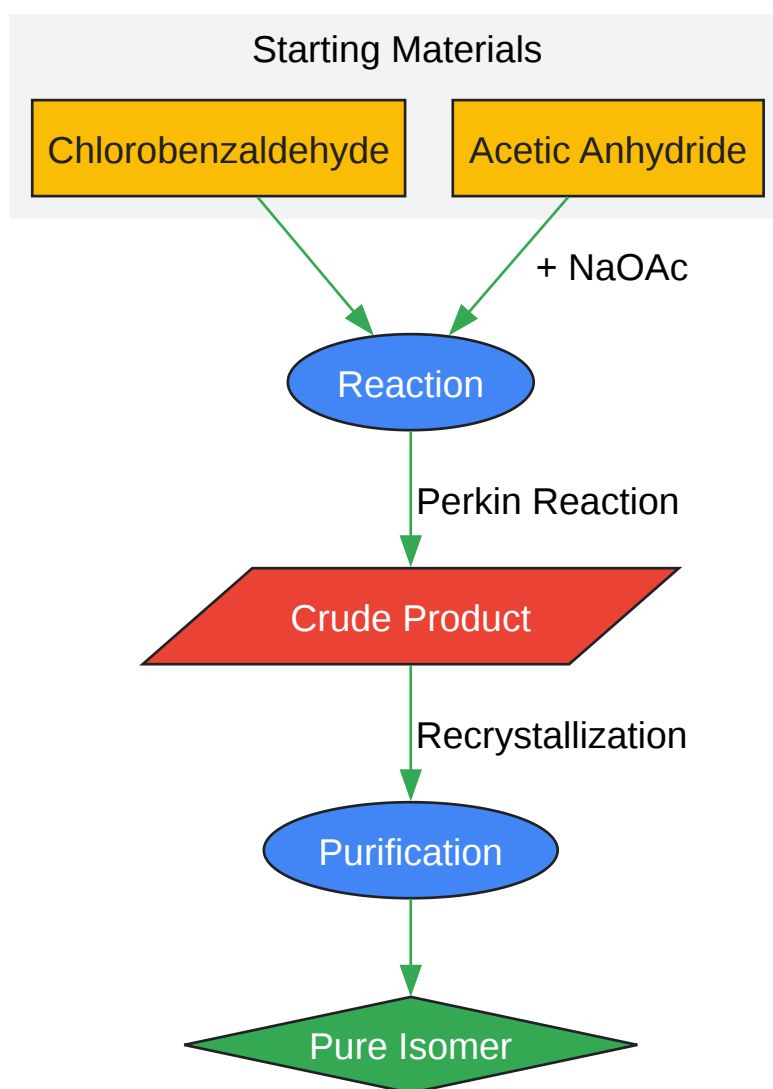 Starting Materials
Chlorobenzaldehyde
Acetic Anhydride
+ NaOAc
Reaction
Perkin Reaction
Crude Product
Recrystallization
Purification
Pure Isomer